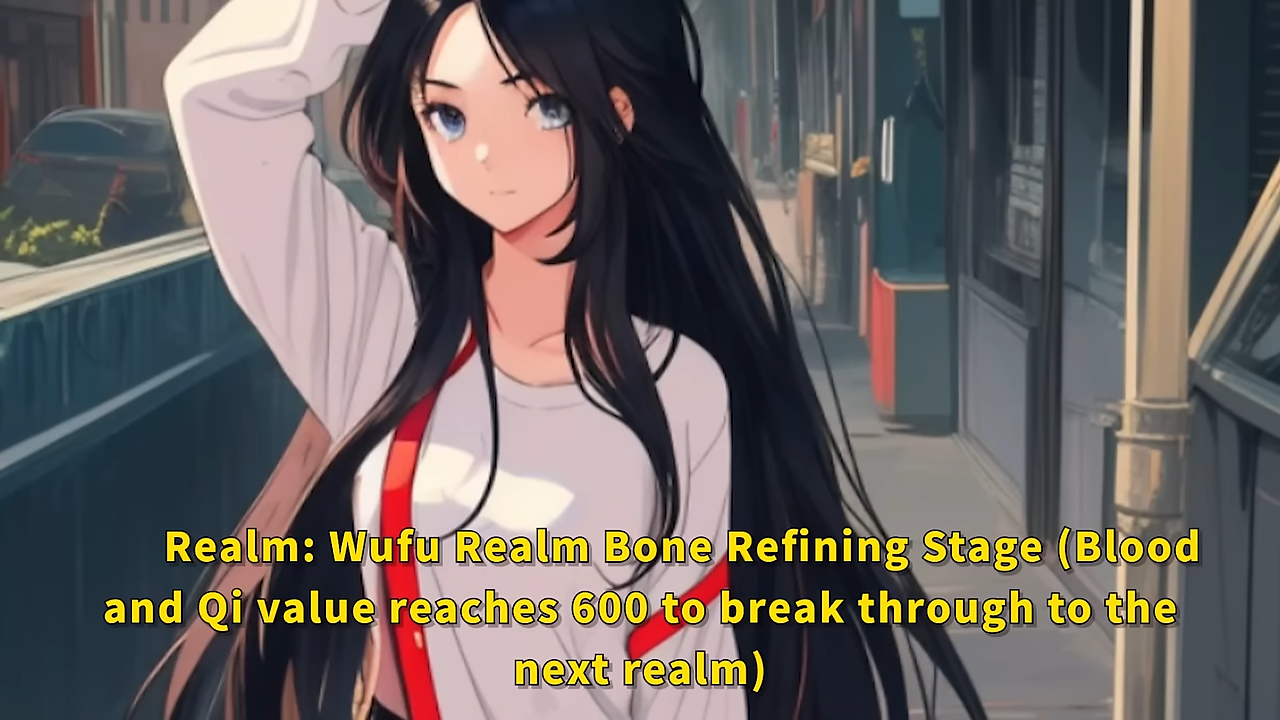 Realm: Wufu Realm Bone Refining Stage (Blood
and Qi value reaches 600 to break through to the
next realm)